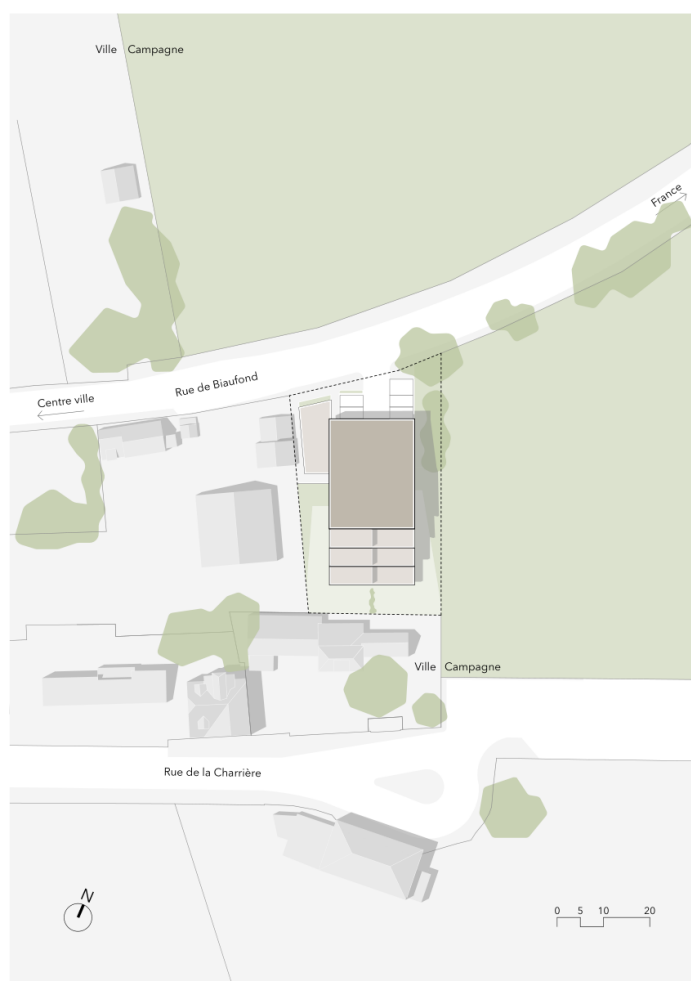 Ville Campagne
France
Rue de Biaufond
Centre ville
Ville Campagne
Rue de la Charrière
N
0 5 10 20